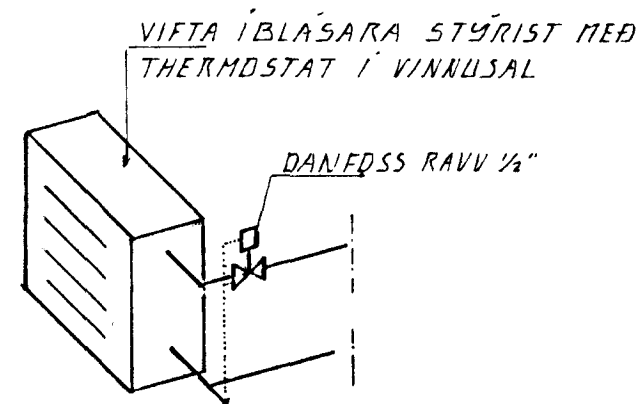 VIFTA ÍBLÁSARA STÝRIST MEÐ
THERMOSTAT Í VINNUSAL
DANFOSS RAVV 1/2"